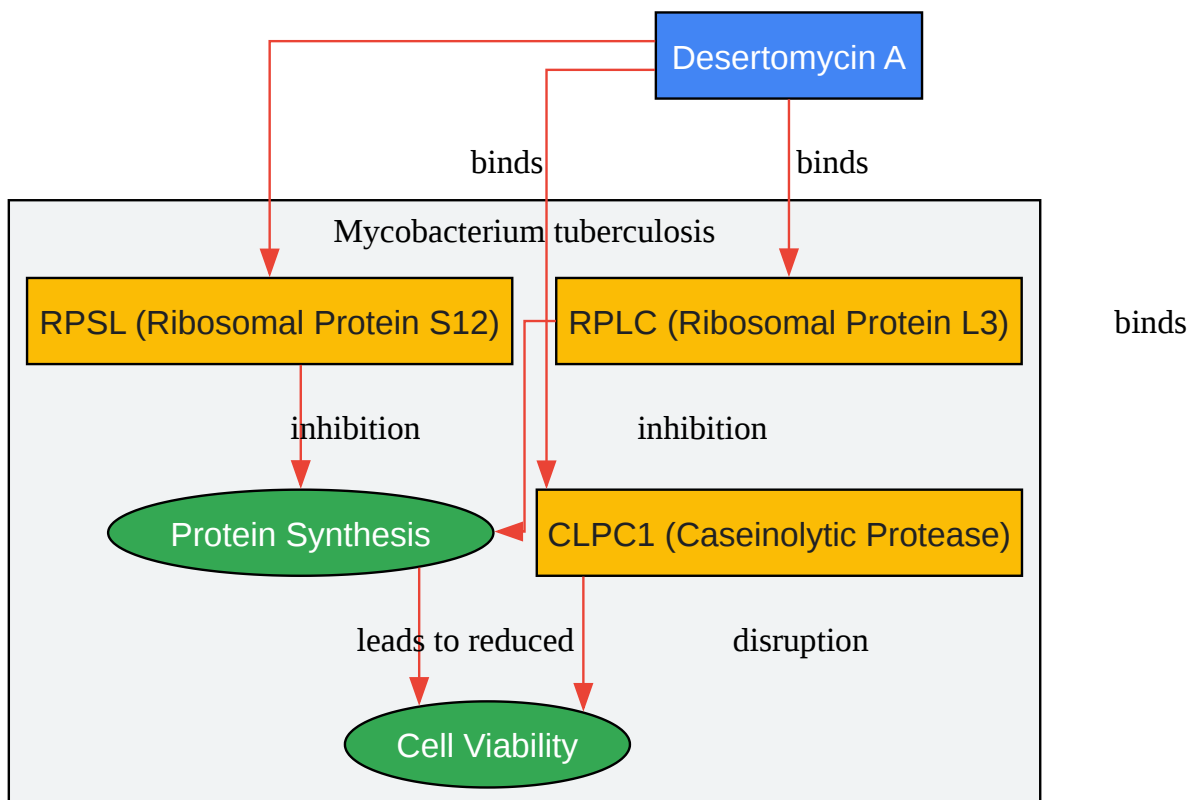 Desertomycin A
binds
binds
Mycobacterium tuberculosis
RPSL (Ribosomal Protein S12)
RPLC (Ribosomal Protein L3)
binds
inhibition
inhibition
Protein Synthesis
CLPC1 (Caseinolytic Protease)
leads to reduced
disruption
Cell Viability